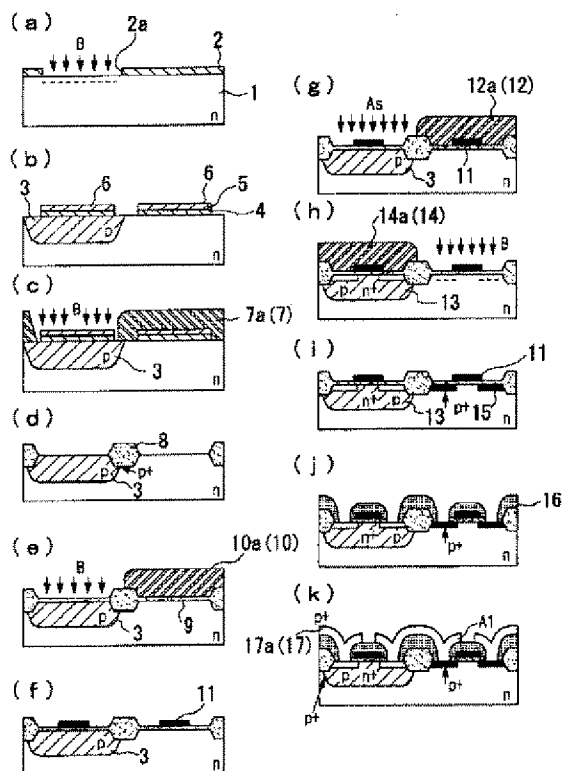 (a)
B
2a
2
1
n
(b)
3
6
6
5
4
p
n
(c)
B
7a(7)
p
3
n
(d)
8
p
p+
3
n
(e)
B
10a(10)
p
3
9
n
(f)
11
p
3
n
(g)
As
12a(12)
p
3
11
n
(h)
14a(14)
B
p
n+
13
n
(i)
11
n+
p
13
p+
15
n
(j)
16
n+
p
p+
n
(k)
p+
17a(17)
A1
p
n+
p+
p+
n